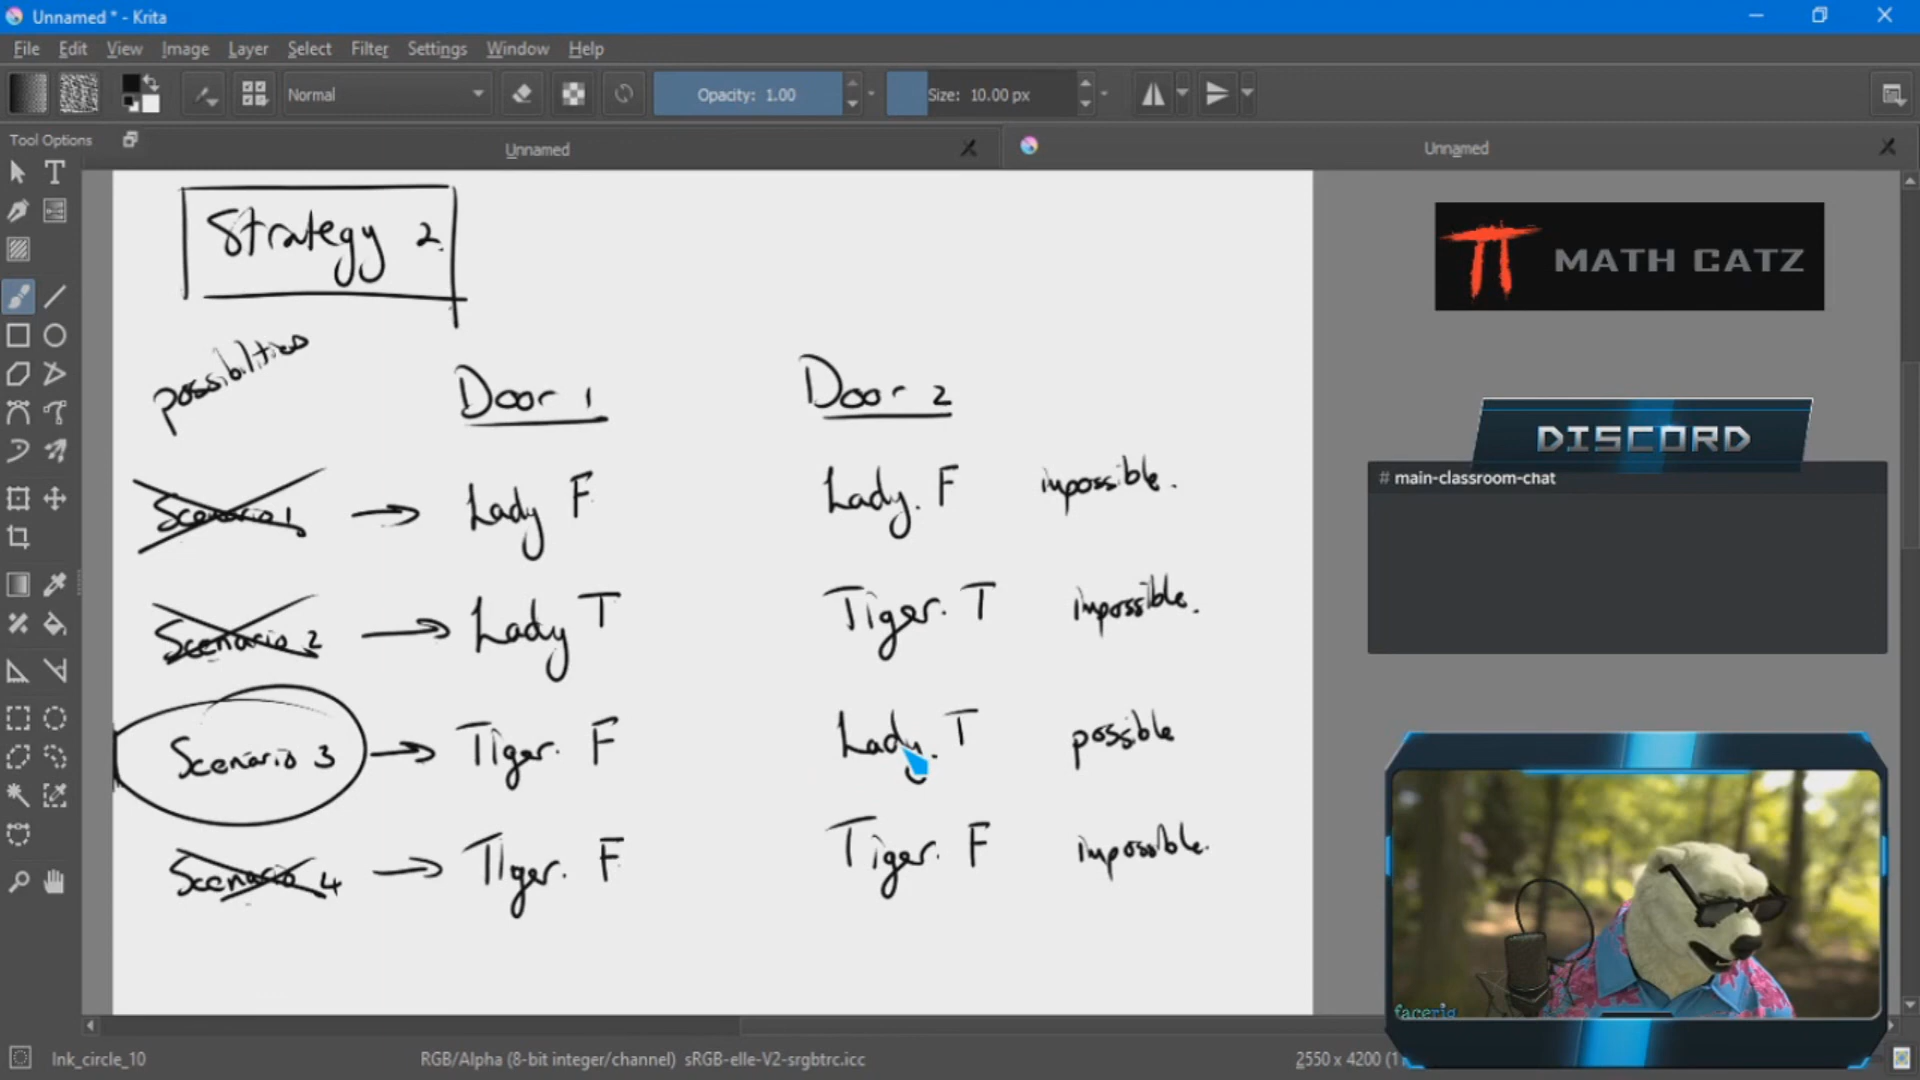 Unnamed * - Krita
File Edit View Image Layer Select Filter Settings Window Help
Normal Opacity: 1.00 Size: 10.00 px
Tool Options
Unnamed Unnamed
Strategy 2.
possibilities
Door 1 Door 2
Scenario 1 → Lady F Lady. F impossible.
Scenario 2 → Lady T Tiger. T impossible.
Scenario 3 → Tiger. F Lady. T possible
Scenario 4 → Tiger. F Tiger. F impossible.
MATH CATZ
DISCORD
# main-classroom-chat
facerig
Ink_circle_10 RGB/Alpha (8-bit integer/channel) sRGB-elle-V2-srgbtrc.icc 2550 x 4200 (1